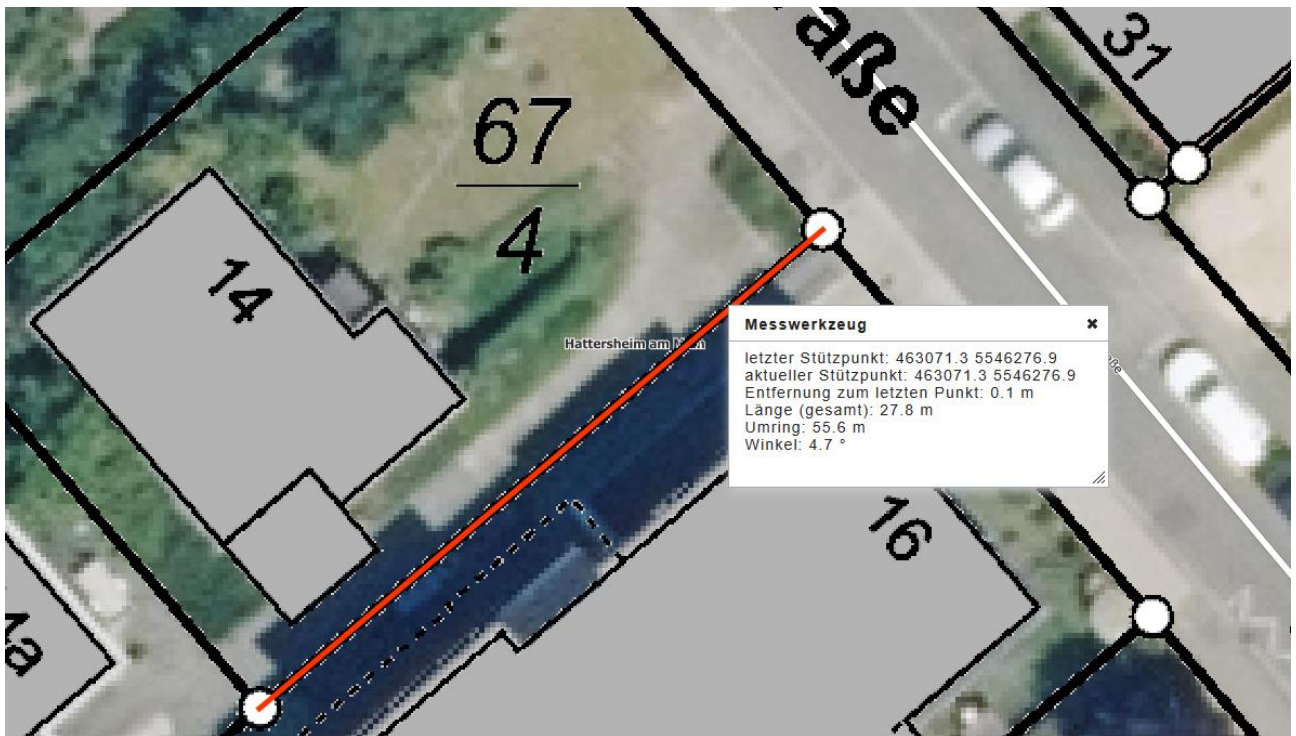 aße
31
67
4
14
Hattersheim am Main
Messwerkzeug
letzter Stützpunkt: 463071.3 5546276.9
aktueller Stützpunkt: 463071.3 5546276.9
Entfernung zum letzten Punkt: 0.1 m
Länge (gesamt): 27.8 m
Umring: 55.6 m
Winkel: 4.7 °
16